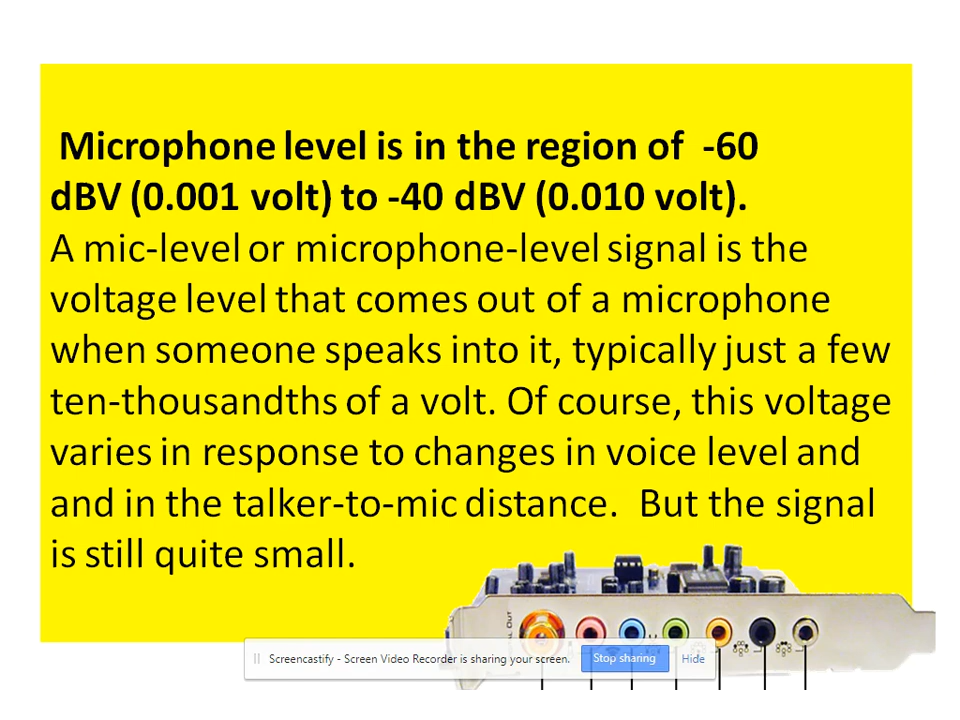 Microphone level is in the region of -60
dBV (0.001 volt) to -40 dBV (0.010 volt).
A mic-level or microphone-level signal is the
voltage level that comes out of a microphone
when someone speaks into it, typically just a few
ten-thousandths of a volt. Of course, this voltage
varies in response to changes in voice level and
and in the talker-to-mic distance. But the signal
is still quite small.
Screencastify - Screen Video Recorder is sharing your screen. Stop sharing Hide